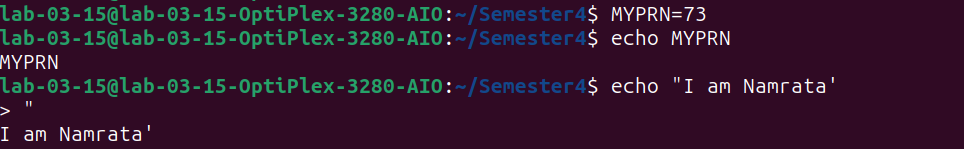 lab-03-15@lab-03-15-OptiPlex-3280-AIO:~/Semester4$ MYPRN=73
lab-03-15@lab-03-15-OptiPlex-3280-AIO:~/Semester4$ echo MYPRN
MYPRN
lab-03-15@lab-03-15-OptiPlex-3280-AIO:~/Semester4$ echo "I am Namrata'
> "
I am Namrata'